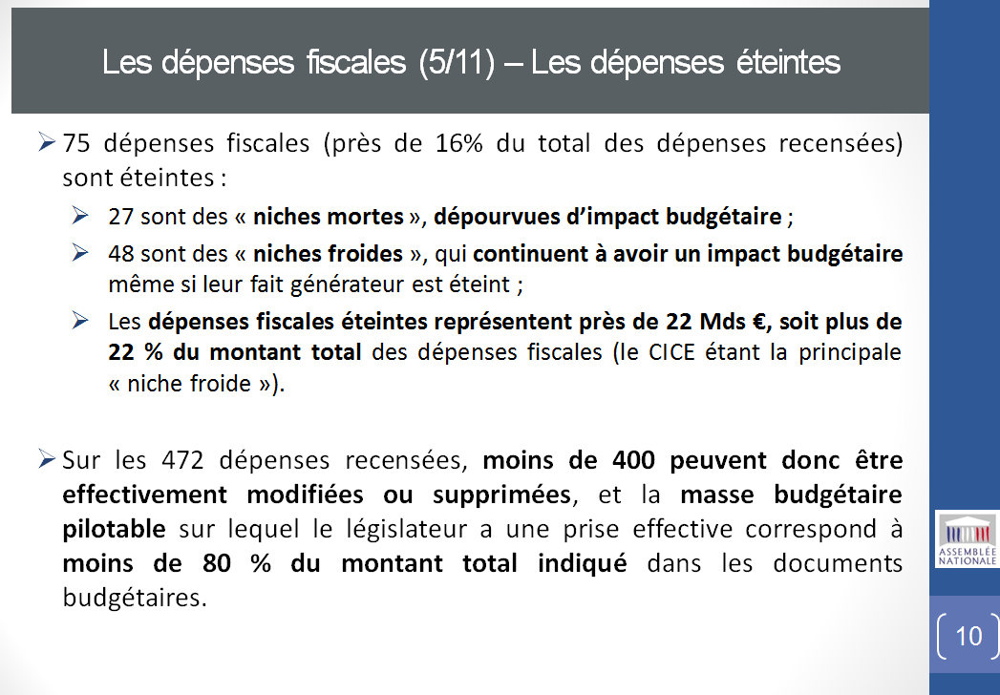 Les dépenses fiscales (5/11) – Les dépenses éteintes
75 dépenses fiscales (près de 16% du total des dépenses recensées)
sont éteintes :
27 sont des « niches mortes », dépourvues d’impact budgétaire ;
48 sont des « niches froides », qui continuent à avoir un impact budgétaire
même si leur fait générateur est éteint ;
Les dépenses fiscales éteintes représentent près de 22 Mds €, soit plus de
22 % du montant total des dépenses fiscales (le CICE étant la principale
« niche froide »).
Sur les 472 dépenses recensées, moins de 400 peuvent donc être
effectivement modifiées ou supprimées, et la masse budgétaire
pilotable sur lequel le législateur a une prise effective correspond à
moins de 80 % du montant total indiqué dans les documents
budgétaires.
ASSEMBLÉE
NATIONALE
10